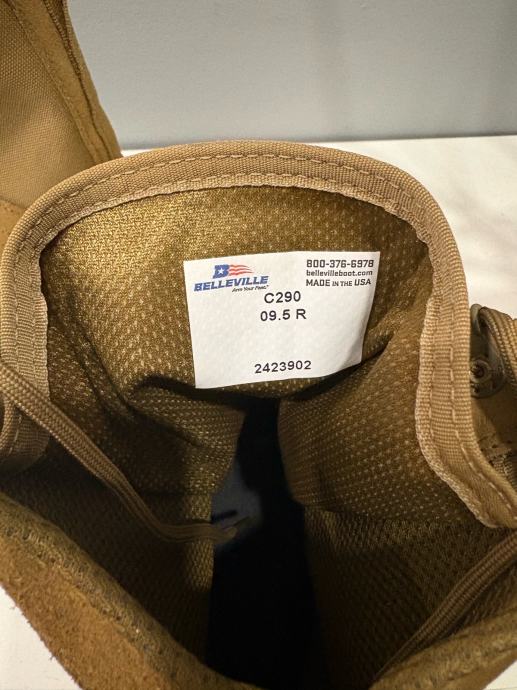 BELLEVILLE
Arm Your Feet.®
800-376-6978
bellevilleboot.com
MADE IN THE USA
C290
09.5 R
2423902